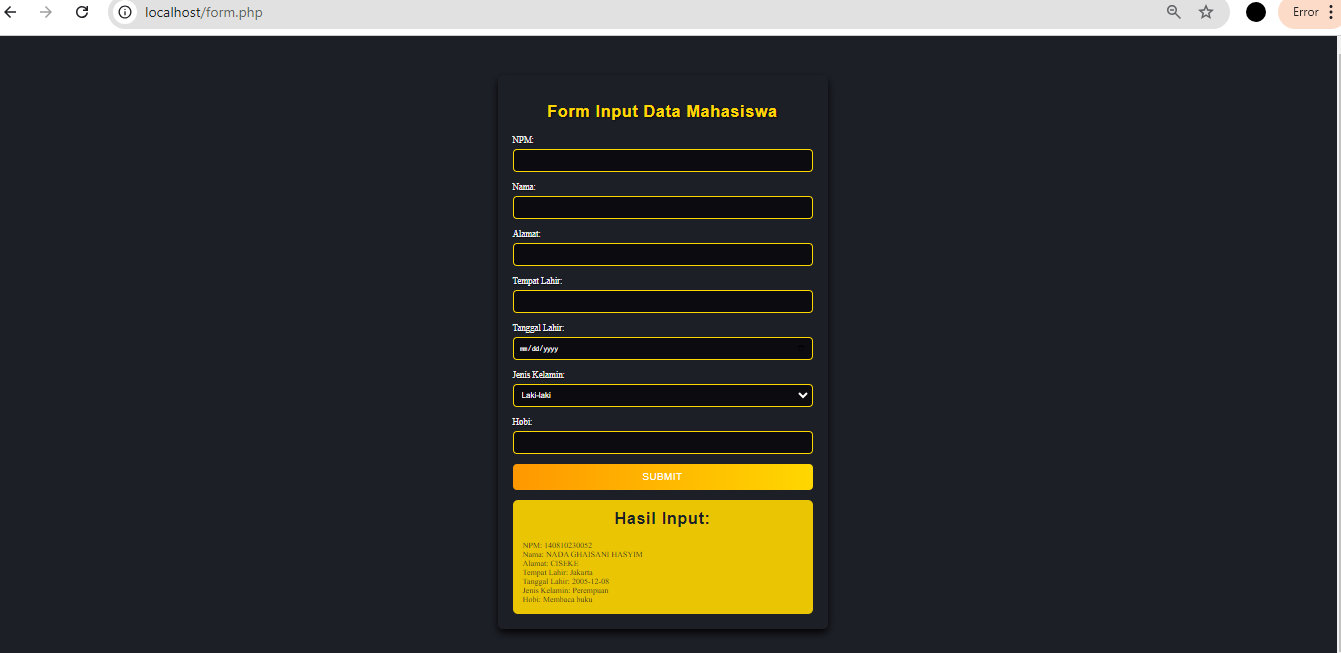 localhost/form.php
Error
Form Input Data Mahasiswa
NPM:
Nama:
Alamat:
Tempat Lahir:
Tanggal Lahir:
mm/dd/yyyy
Jenis Kelamin:
Laki-laki
Hobi:
SUBMIT
Hasil Input:
NPM: 140810230052
Nama: NADA GHAISANI HASYIM
Alamat: CISEKE
Tempat Lahir: Jakarta
Tanggal Lahir: 2005-12-08
Jenis Kelamin: Perempuan
Hobi: Membaca buku